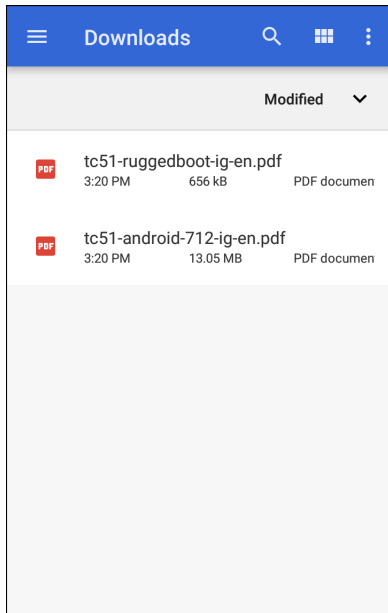 Downloads
Modified
PDF
tc51-ruggedboot-ig-en.pdf
3:20 PM 656 kB PDF documen
PDF
tc51-android-712-ig-en.pdf
3:20 PM 13.05 MB PDF documen